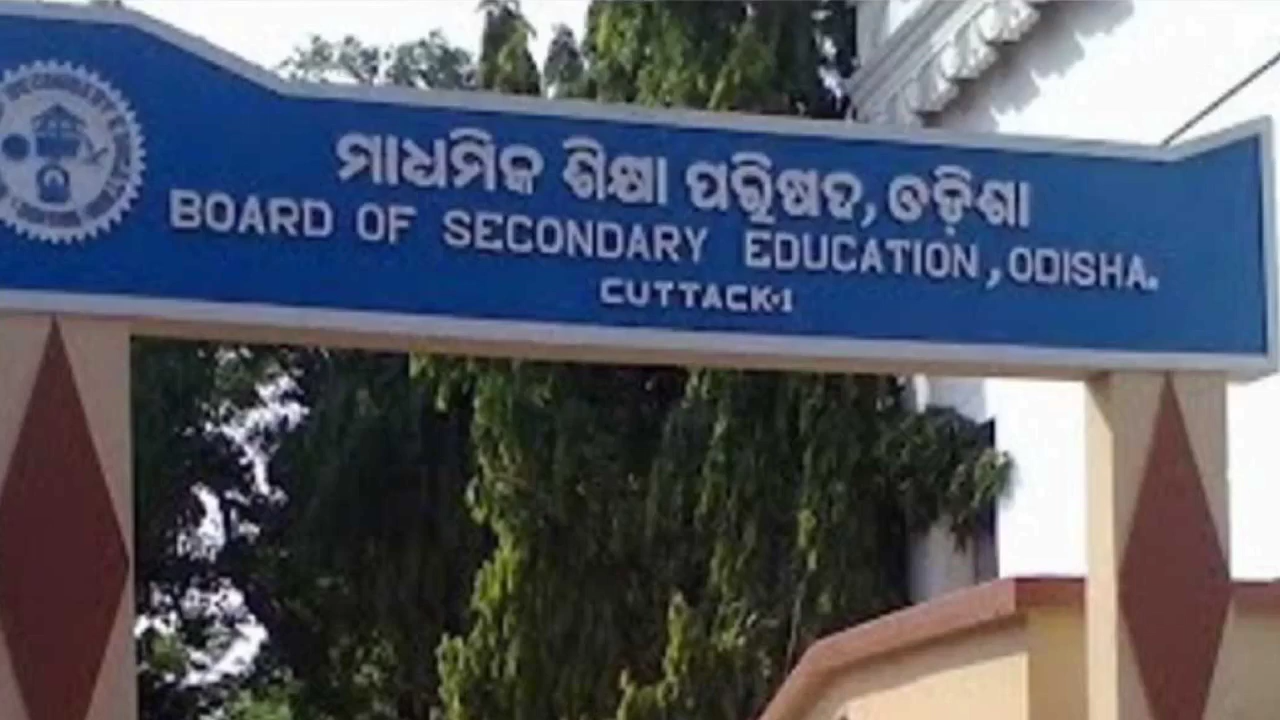 ମାଧ୍ୟମିକ ଶିକ୍ଷା ପରିଷଦ, ଓଡ଼ିଶା
BOARD OF SECONDARY EDUCATION, ODISHA.
CUTTACK-1